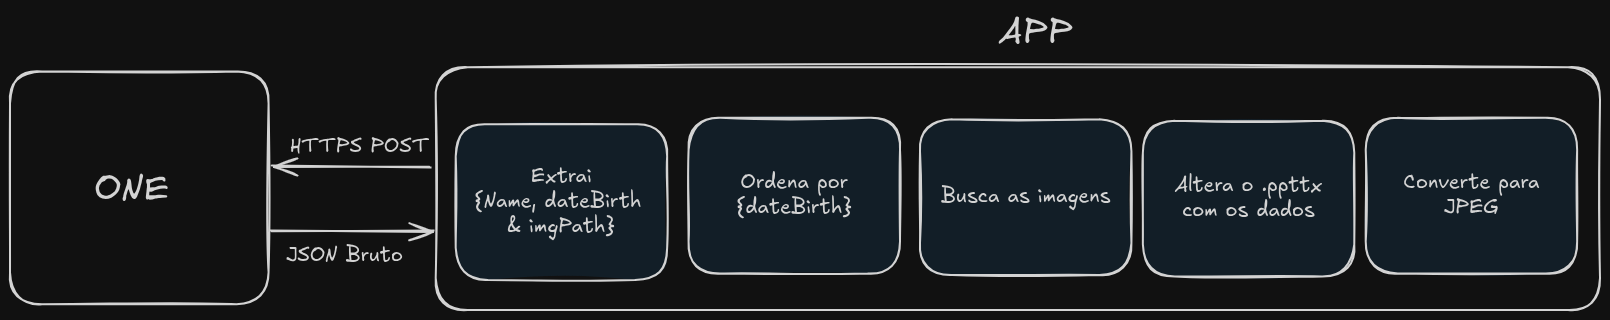 APP
ONE
HTTPS POST
JSON Bruto
Extrai
{Name, dateBirth
& imgPath}
Ordena por
{dateBirth}
Busca as imagens
Altera o .ppttx
com os dados
Converte para
JPEG